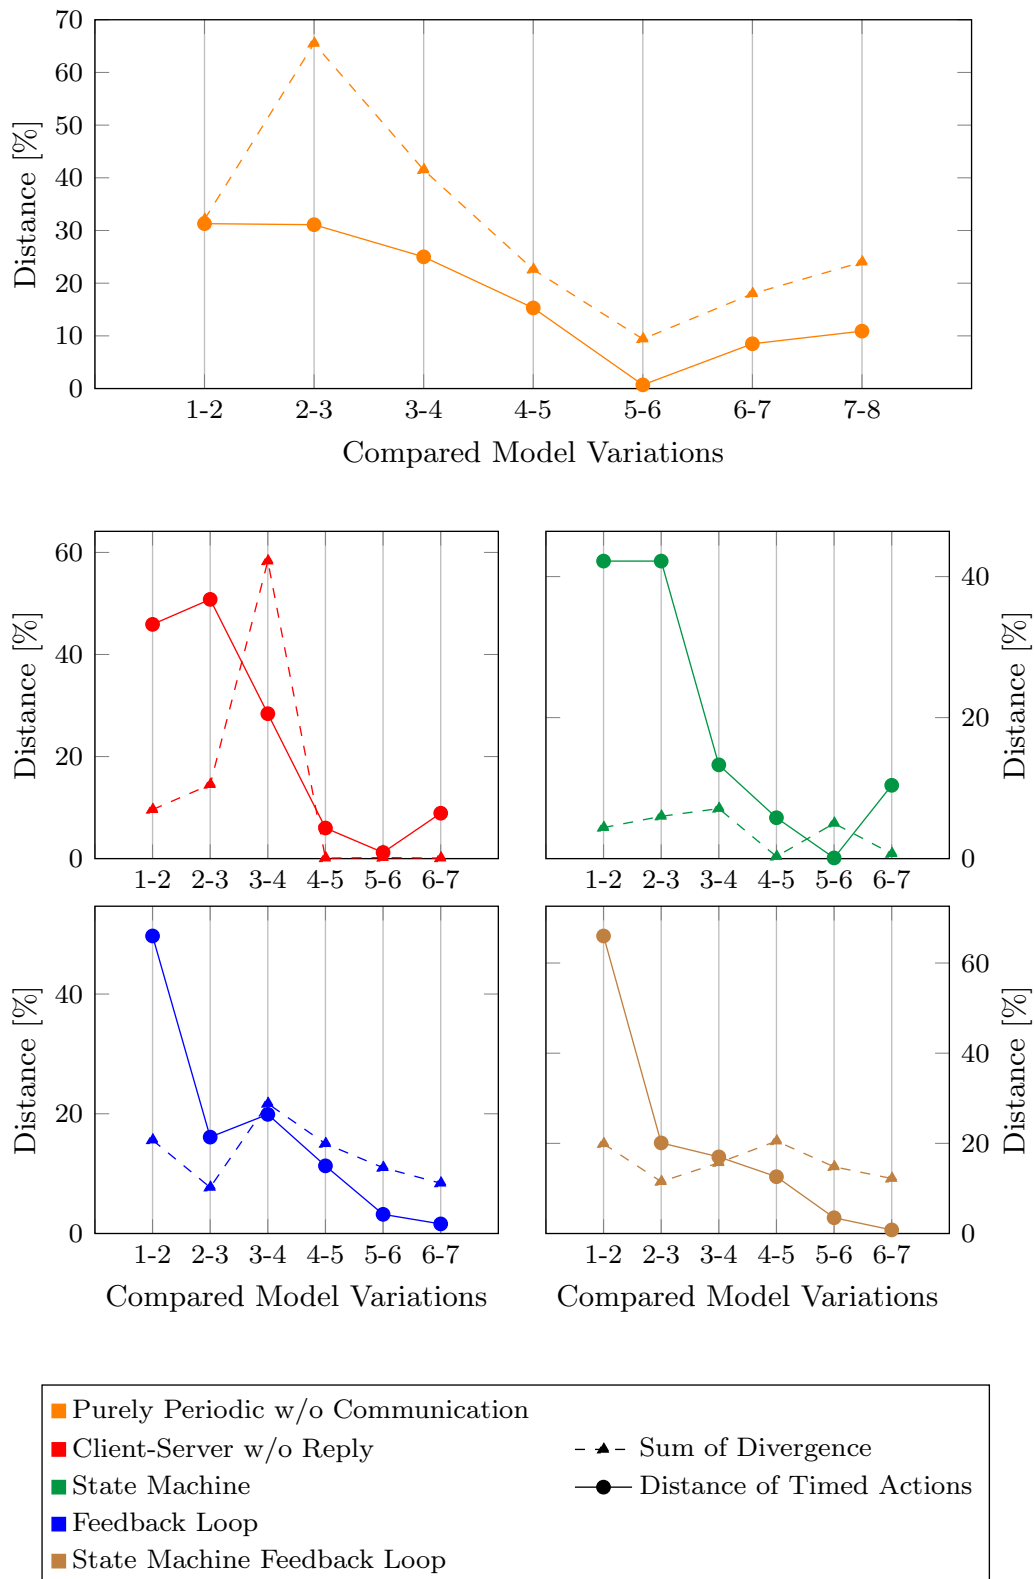 70
60
50
40
30
20
10
0
Distance [%]
1-2 2-3 3-4 4-5 5-6 6-7 7-8
Compared Model Variations
60
40
20
0
Distance [%]
1-2 2-3 3-4 4-5 5-6 6-7
40
20
0
Distance [%]
1-2 2-3 3-4 4-5 5-6 6-7
40
20
0
Distance [%]
1-2 2-3 3-4 4-5 5-6 6-7
Compared Model Variations
60
40
20
0
Distance [%]
1-2 2-3 3-4 4-5 5-6 6-7
Compared Model Variations
Purely Periodic w/o Communication
Client-Server w/o Reply
State Machine
Feedback Loop
State Machine Feedback Loop
Sum of Divergence
Distance of Timed Actions